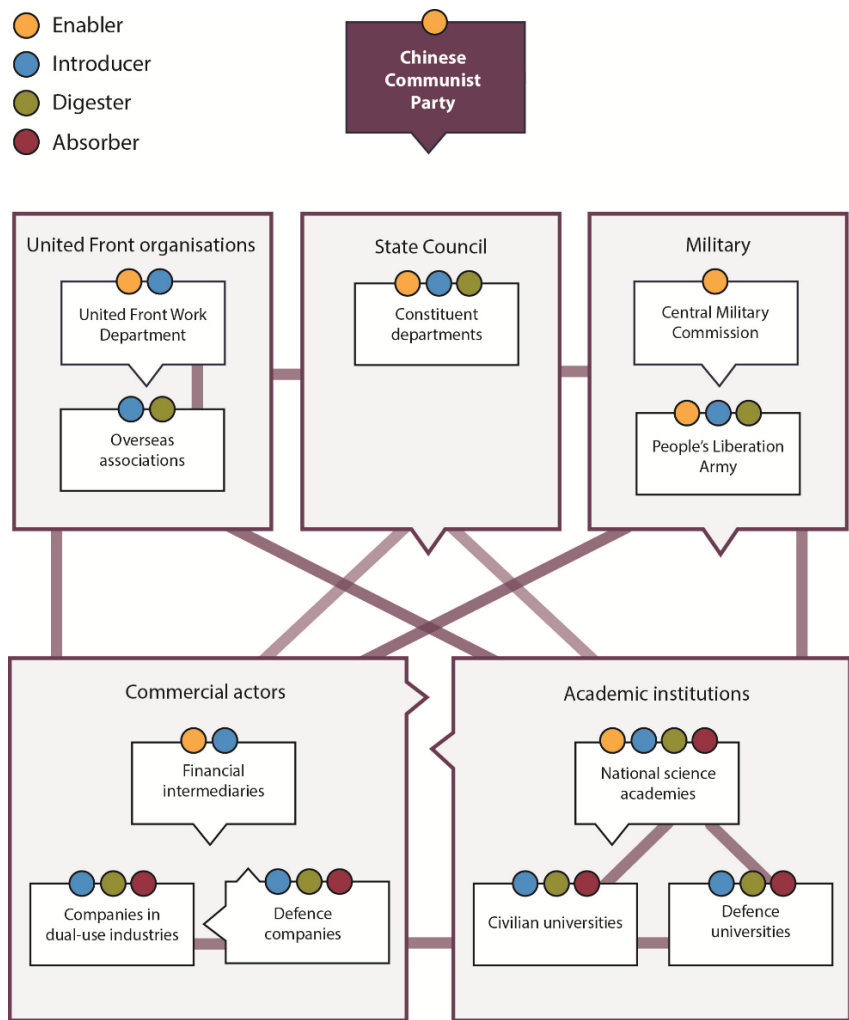 Enabler
Introducer
Digester
Absorber
Chinese
Communist
Party
United Front organisations
United Front Work
Department
Overseas
associations
State Council
Constituent
departments
Military
Central Military
Commission
People's Liberation
Army
Commercial actors
Financial
intermediaries
Companies in
dual-use industries
Defence
companies
Academic institutions
National science
academies
Civilian universities
Defence
universities